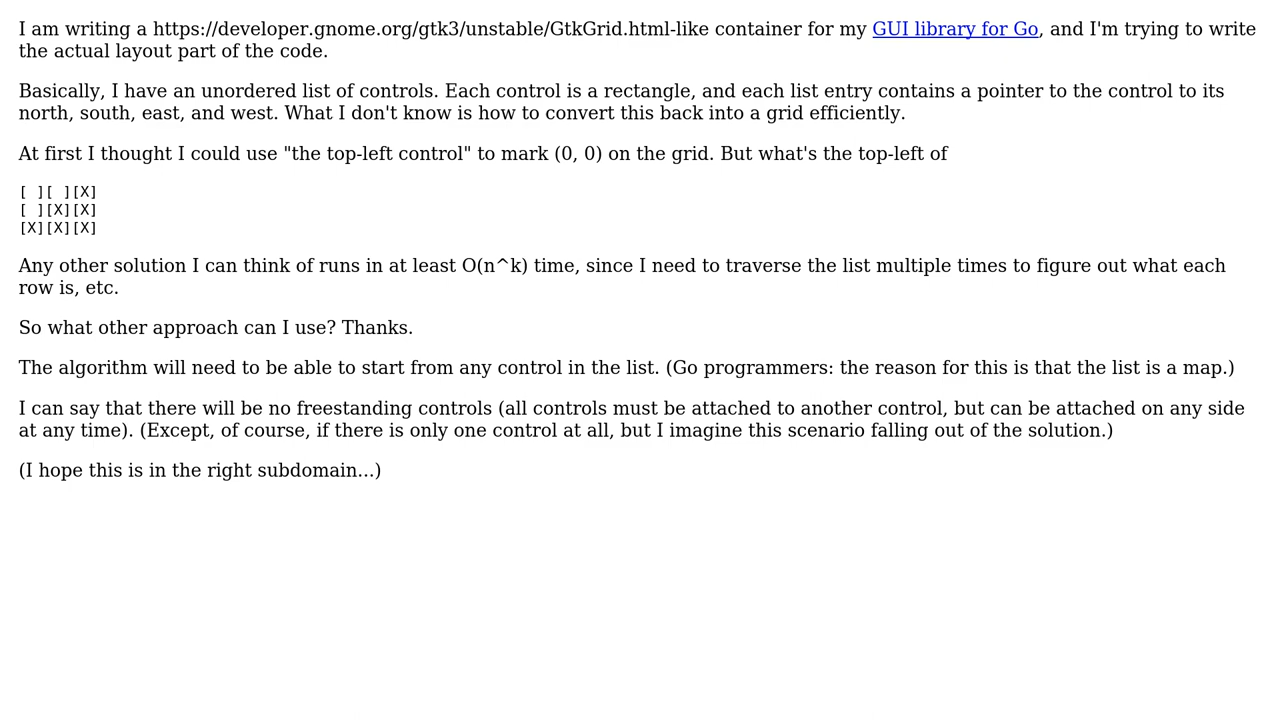 I am writing a https://developer.gnome.org/gtk3/unstable/GtkGrid.html-like container for my GUI library for Go, and I'm trying to write
the actual layout part of the code.
Basically, I have an unordered list of controls. Each control is a rectangle, and each list entry contains a pointer to the control to its
north, south, east, and west. What I don't know is how to convert this back into a grid efficiently.
At first I thought I could use "the top-left control" to mark (0, 0) on the grid. But what's the top-left of
[ ][ ][X]
[ ][X][X]
[X][X][X]
Any other solution I can think of runs in at least O(n^k) time, since I need to traverse the list multiple times to figure out what each
row is, etc.
So what other approach can I use? Thanks.
The algorithm will need to be able to start from any control in the list. (Go programmers: the reason for this is that the list is a map.)
I can say that there will be no freestanding controls (all controls must be attached to another control, but can be attached on any side
at any time). (Except, of course, if there is only one control at all, but I imagine this scenario falling out of the solution.)
(I hope this is in the right subdomain...)